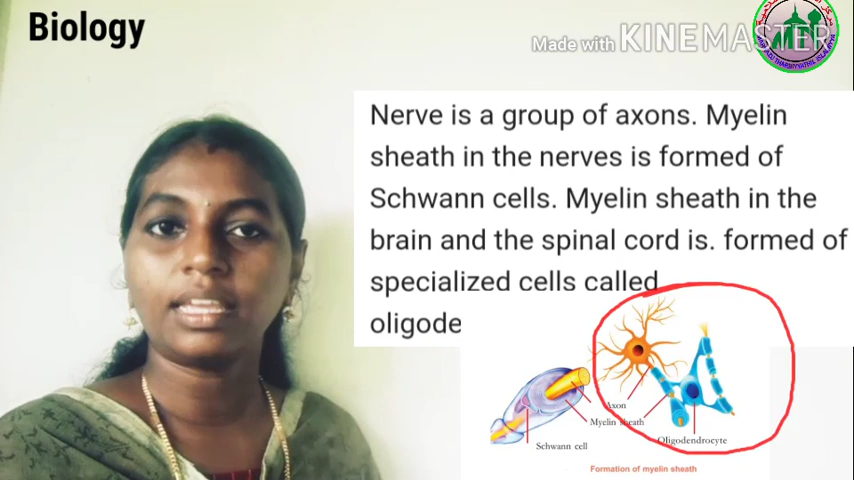 Biology
Made with KINEMASTER
Nerve is a group of axons. Myelin
sheath in the nerves is formed of
Schwann cells. Myelin sheath in the
brain and the spinal cord is. formed of
specialized cells called
oligode
Axon
Myelin sheath
Schwann cell
Oligodendrocyte
Formation of myelin sheath